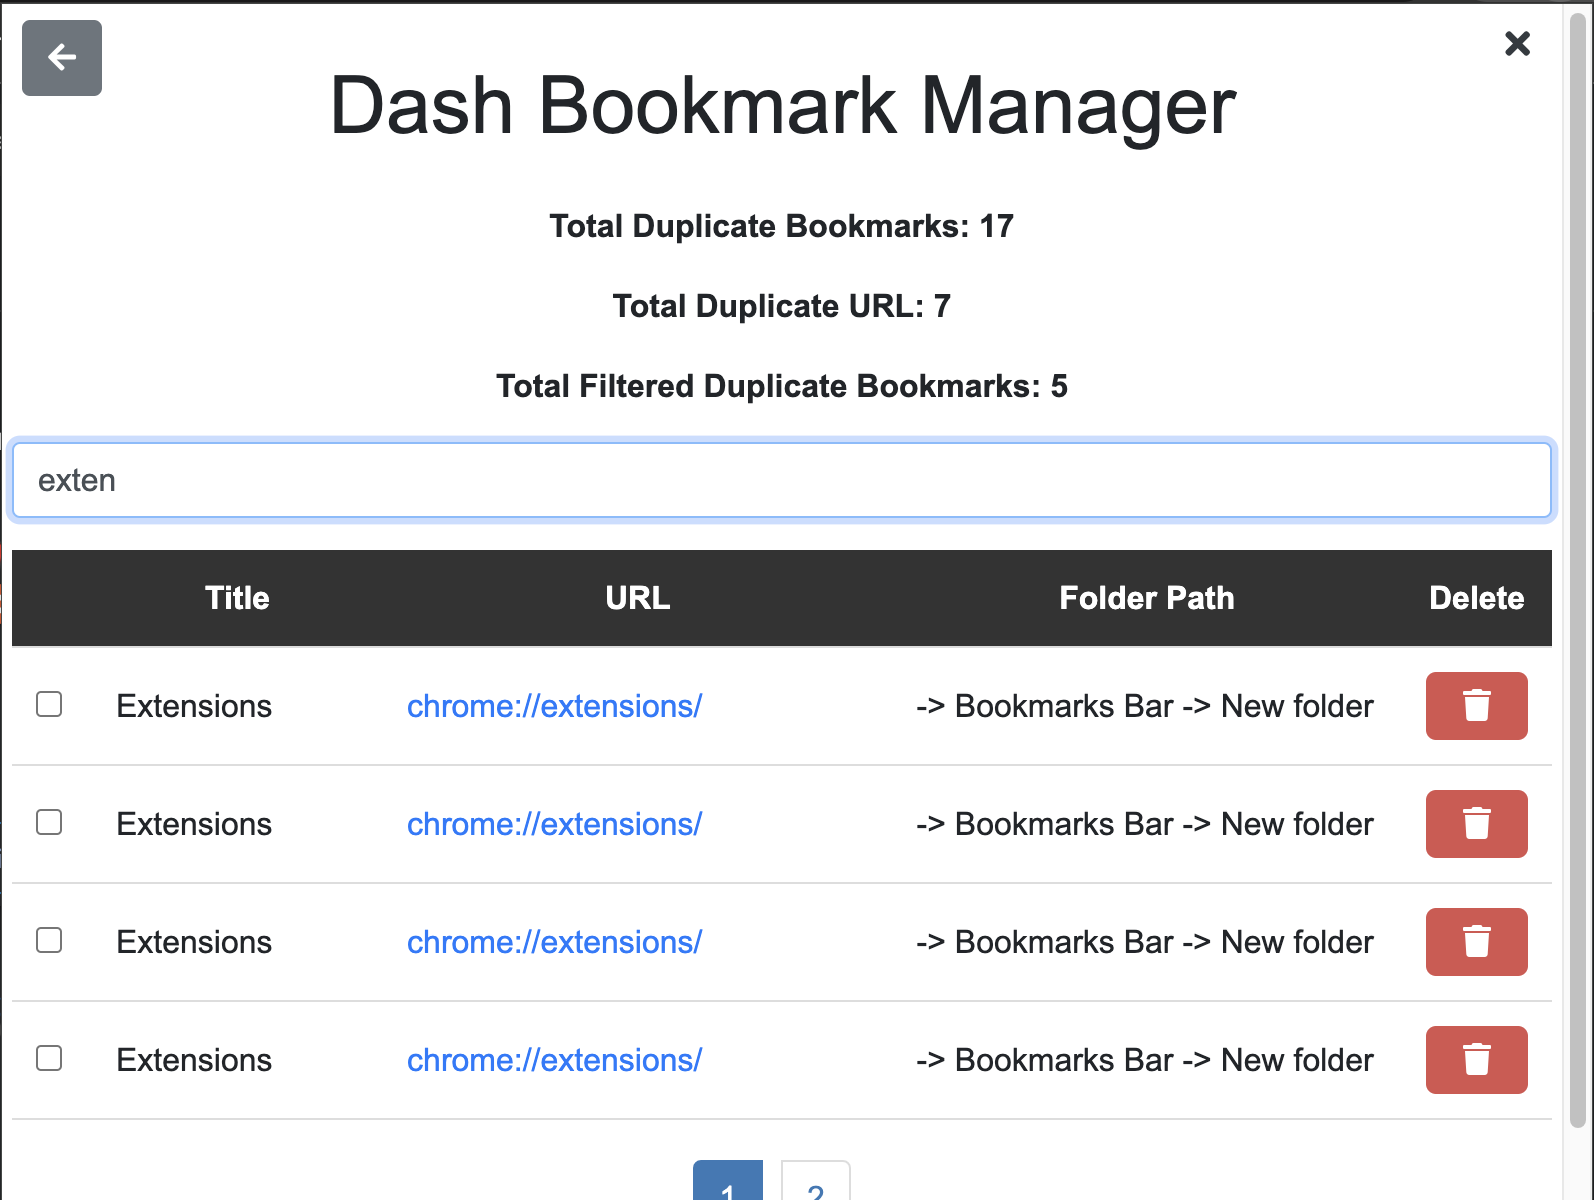 Dash Bookmark Manager
Total Duplicate Bookmarks: 17
Total Duplicate URL: 7
Total Filtered Duplicate Bookmarks: 5
exten
Title URL Folder Path Delete
Extensions chrome://extensions/ -> Bookmarks Bar -> New folder
Extensions chrome://extensions/ -> Bookmarks Bar -> New folder
Extensions chrome://extensions/ -> Bookmarks Bar -> New folder
Extensions chrome://extensions/ -> Bookmarks Bar -> New folder
1 2